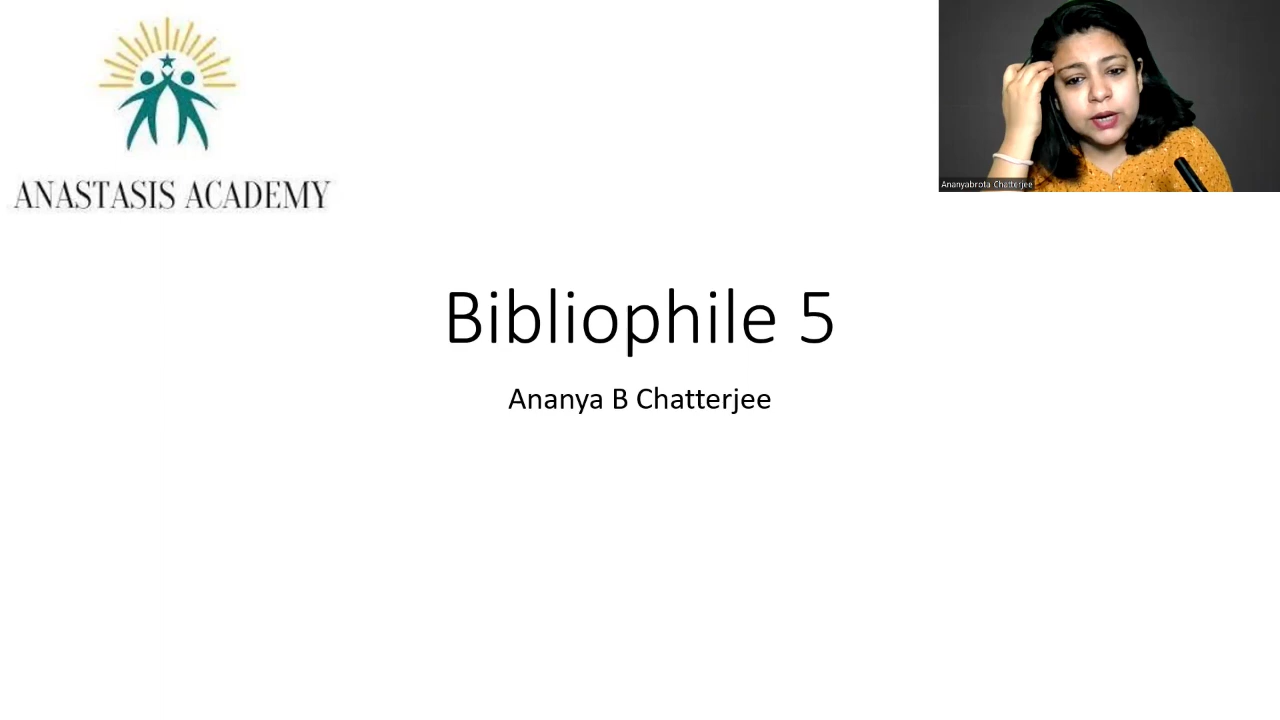 ANASTASIS ACADEMY
Ananyabrota Chatterjee
Bibliophile 5
Ananya B Chatterjee